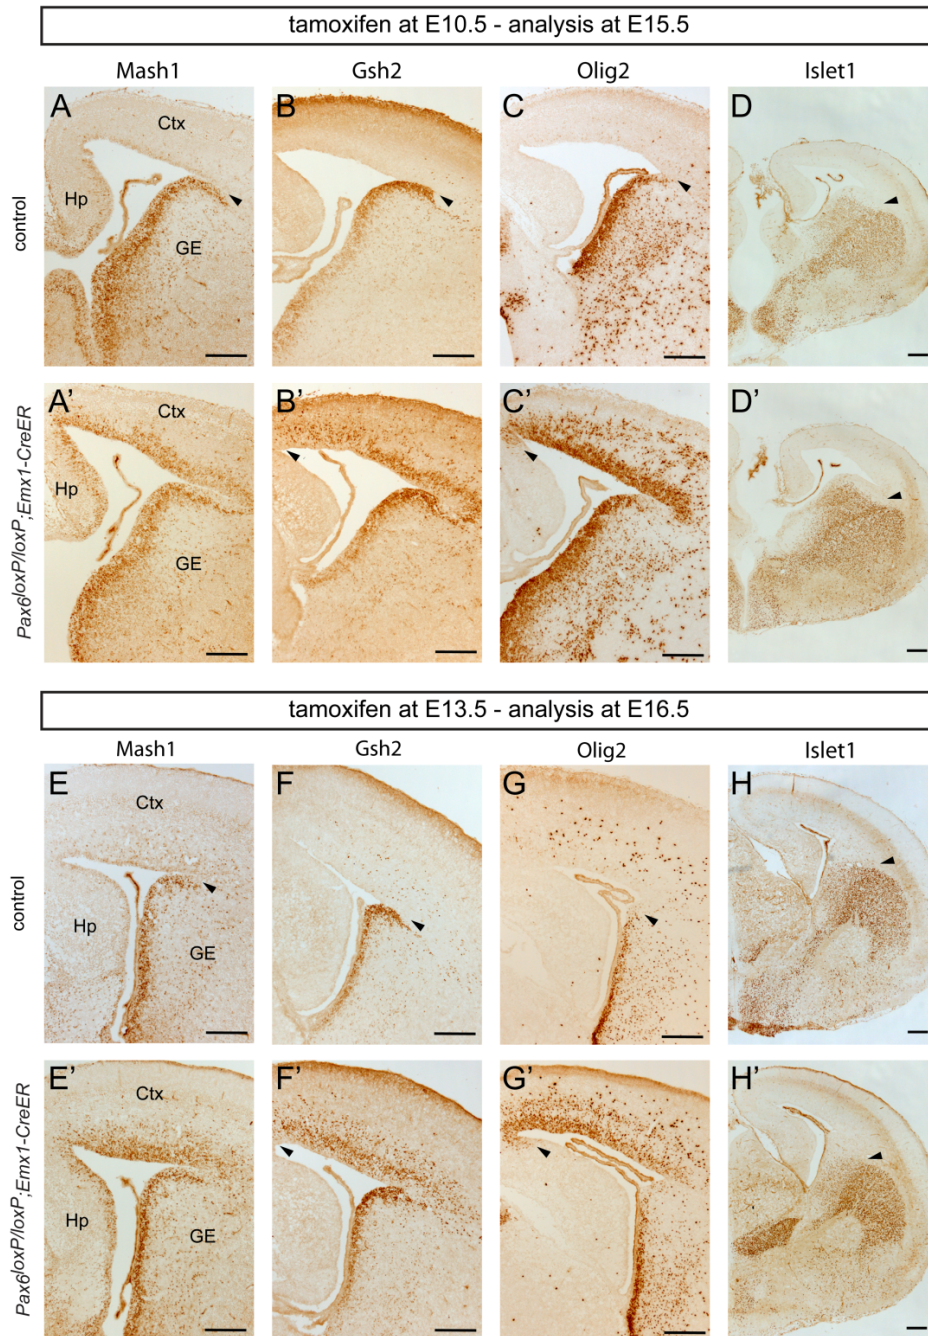 tamoxifen at E10.5 - analysis at E15.5
Mash1 Gsh2 Olig2 Islet1
control
A B C D
Ctx
Hp
GE
Pax6loxP/loxP;Emx1-CreER
A' B' C' D'
Ctx
Hp
GE
tamoxifen at E13.5 - analysis at E16.5
Mash1 Gsh2 Olig2 Islet1
control
E F G H
Ctx
Hp
GE
Pax6loxP/loxP;Emx1-CreER
E' F' G' H'
Ctx
Hp
GE